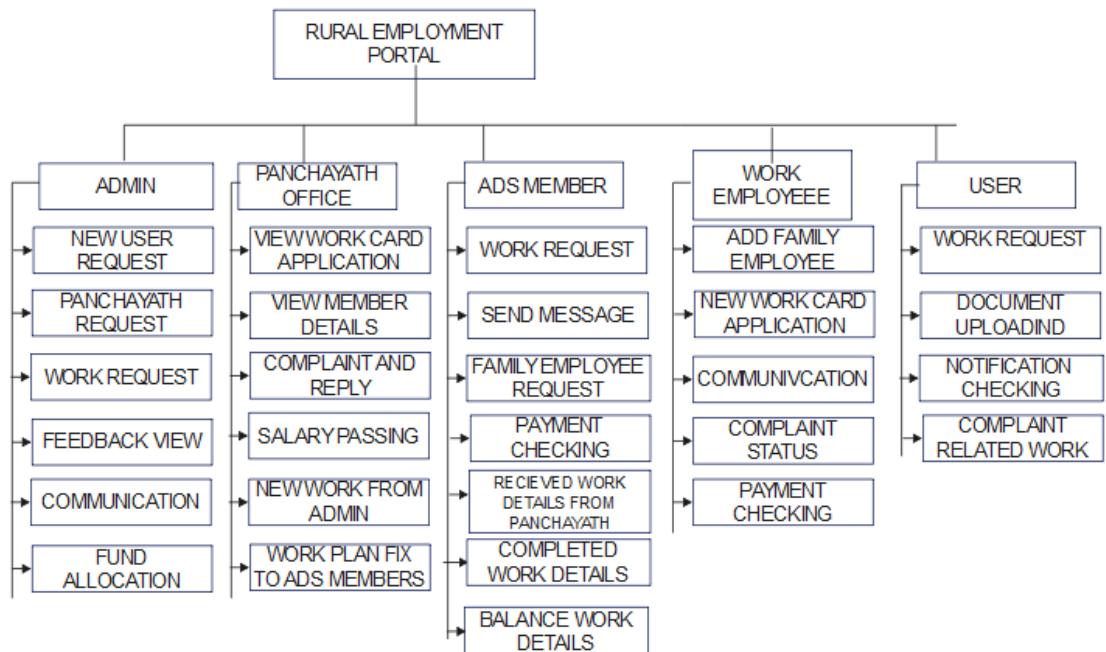 RURAL EMPLOYMENT
PORTAL
ADMIN
NEW USER
REQUEST
PANCHAYATH
REQUEST
WORK REQUEST
FEEDBACK VIEW
COMMUNICATION
FUND
ALLOCATION
PANCHAYATH
OFFICE
VIEW WORK CARD
APPLICATION
VIEW MEMBER
DETAILS
COMPLAINT AND
REPLY
SALARY PASSING
NEW WORK FROM
ADMIN
WORK PLAN FIX
TO ADS MEMBERS
ADS MEMBER
WORK REQUEST
SEND MESSAGE
FAMILY EMPLOYEE
REQUEST
PAYMENT
CHECKING
RECIEVED WORK
DETAILS FROM
PANCHAYATH
COMPLETED
WORK DETAILS
BALANCE WORK
DETAILS
WORK
EMPLOYEEE
ADD FAMILY
EMPLOYEE
NEW WORK CARD
APPLICATION
COMMUNIVCATION
COMPLAINT
STATUS
PAYMENT
CHECKING
USER
WORK REQUEST
DOCUMENT
UPLOADIND
NOTIFICATION
CHECKING
COMPLAINT
RELATED WORK